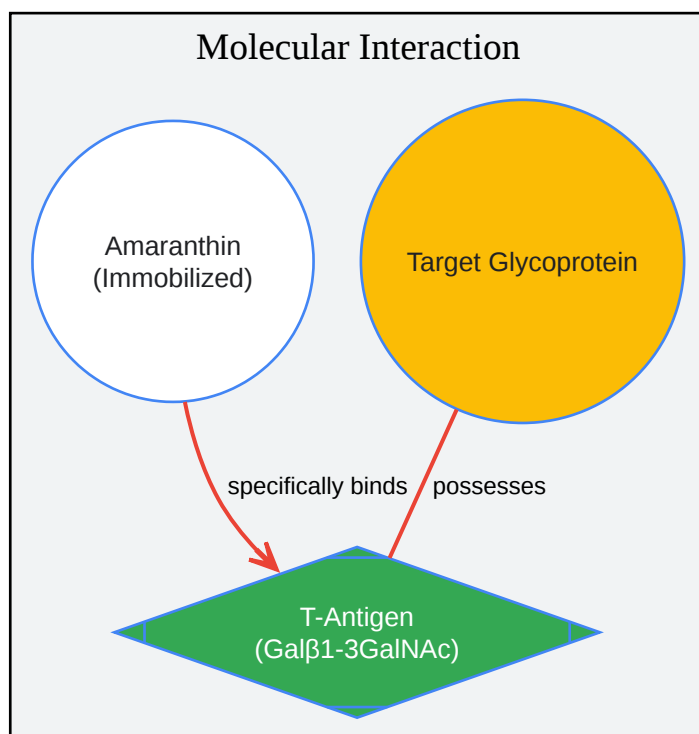 Molecular Interaction
Amaranthin
(Immobilized)
Target Glycoprotein
specifically binds
possesses
T-Antigen
(Galβ1-3GalNAc)